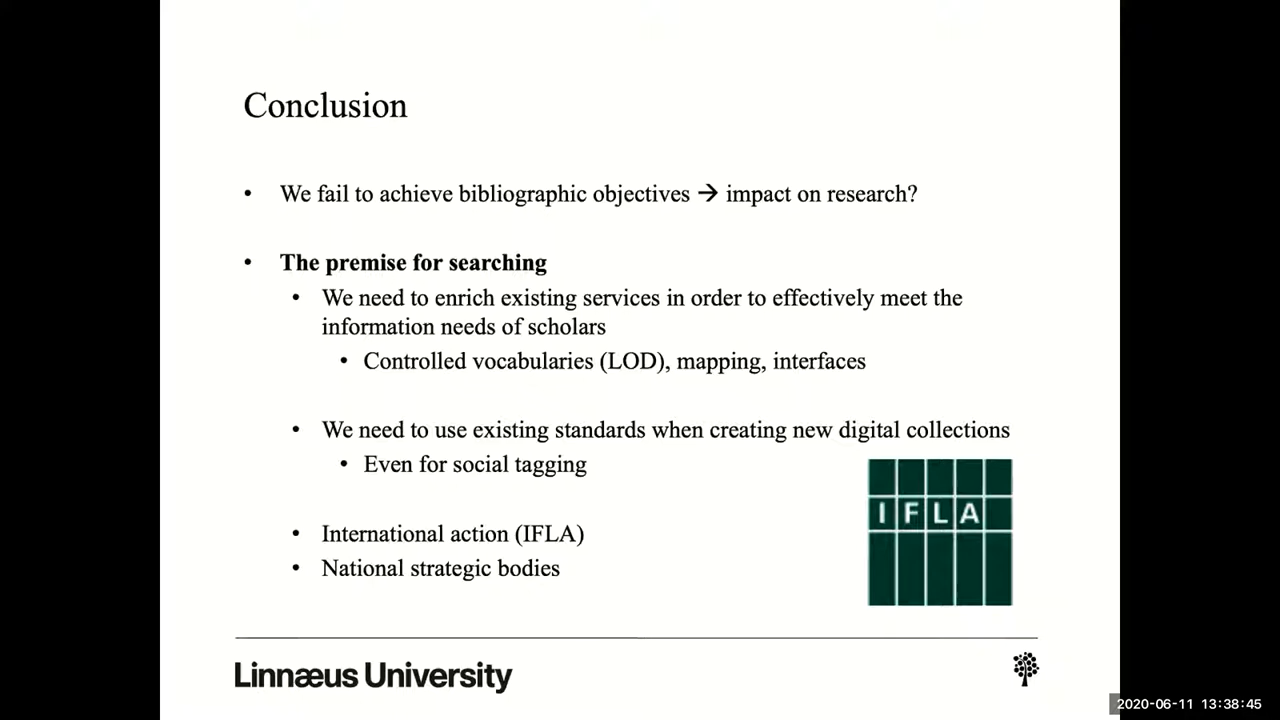 Conclusion
• We fail to achieve bibliographic objectives → impact on research?
• The premise for searching
• We need to enrich existing services in order to effectively meet the
information needs of scholars
• Controlled vocabularies (LOD), mapping, interfaces
• We need to use existing standards when creating new digital collections
• Even for social tagging
• International action (IFLA)
• National strategic bodies
IFLA
Linnæus University
2020-06-11 13:38:45